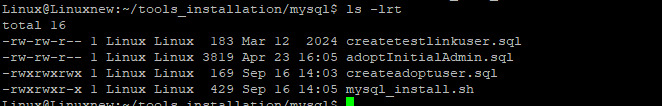 Linux@Linuxnew:~/tools_installation/mysql$ ls -lrt
total 16
-rw-rw-r-- 1 Linux Linux  183 Mar 12  2024 createtestlinkuser.sql
-rw-rw-r-- 1 Linux Linux 3819 Apr 23 16:05 adoptInitialAdmin.sql
-rwxrwxrwx 1 Linux Linux  169 Sep 16 14:03 createadoptuser.sql
-rwxrwxr-x 1 Linux Linux  429 Sep 16 14:05 mysql_install.sh
Linux@Linuxnew:~/tools_installation/mysql$